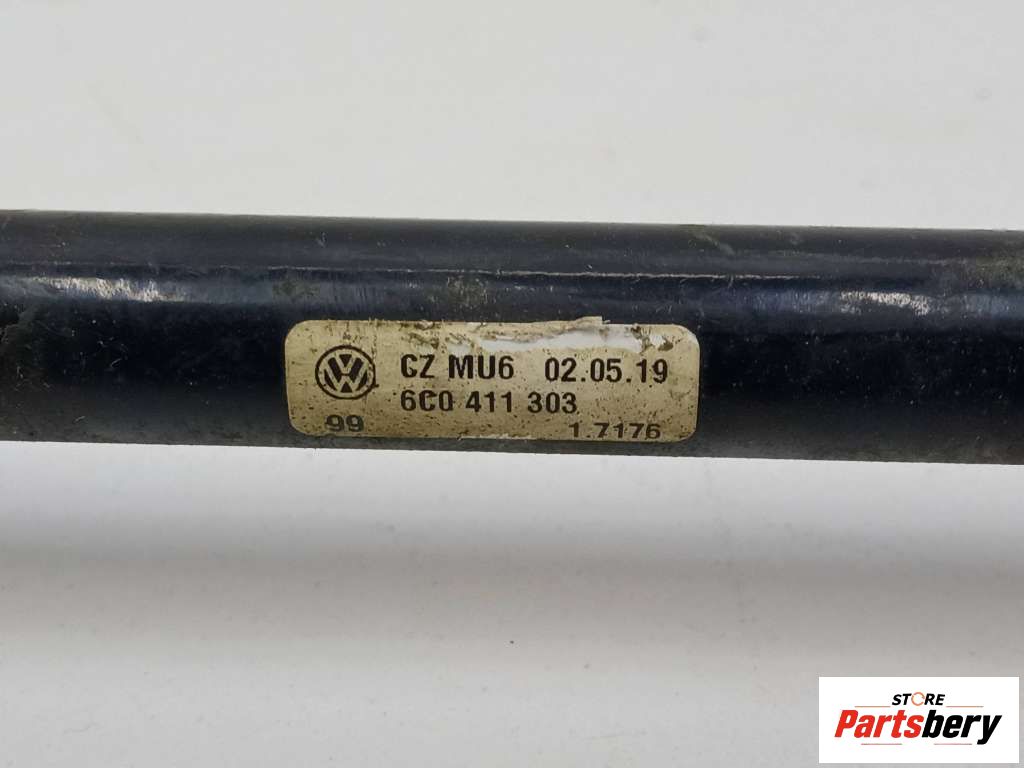 CZ MU6 02.05.19
6C0 411 303
99 1.7176
STORE
Partsbery